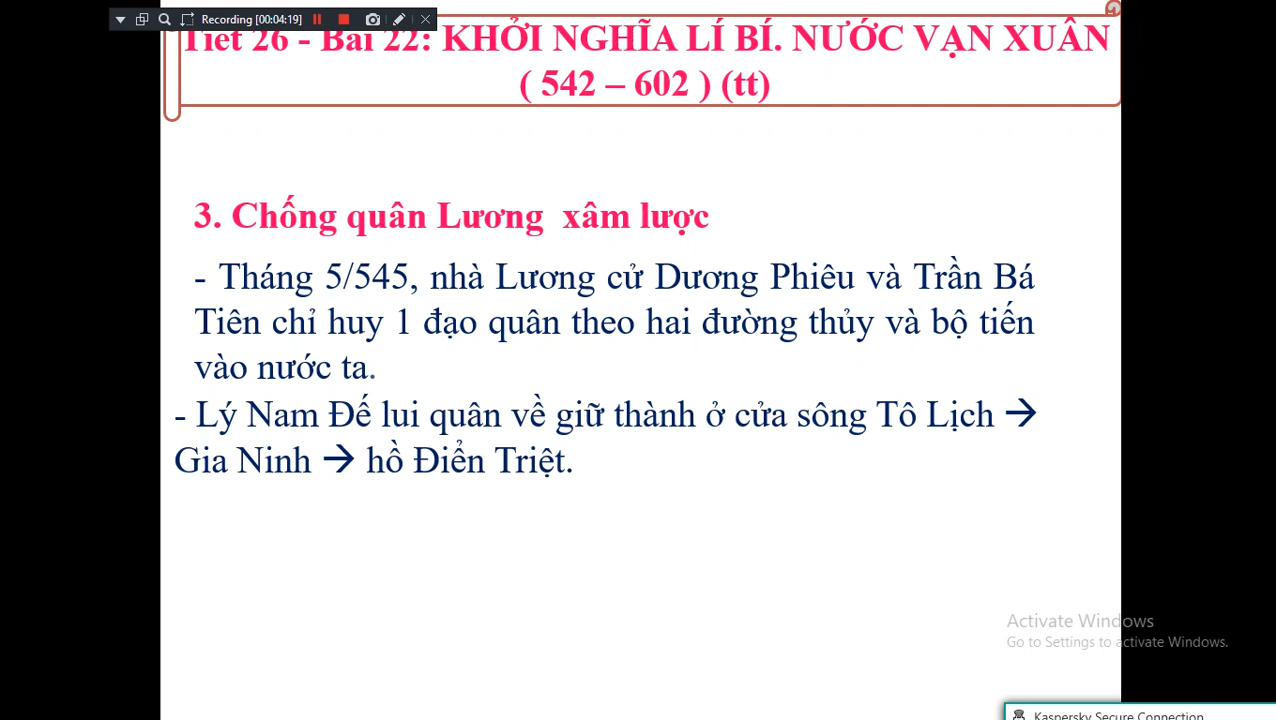 Recording [00:04:19]
Tiết 26 - Bài 22: KHỞI NGHĨA LÍ BÍ. NƯỚC VẠN XUÂN
( 542 – 602 ) (tt)
3. Chống quân Lương xâm lược
- Tháng 5/545, nhà Lương cử Dương Phiêu và Trần Bá
Tiên chỉ huy 1 đạo quân theo hai đường thủy và bộ tiến
vào nước ta.
- Lý Nam Đế lui quân về giữ thành ở cửa sông Tô Lịch →
Gia Ninh → hồ Điển Triệt.
Activate Windows
Go to Settings to activate Windows.
Kaspersky Secure Connection